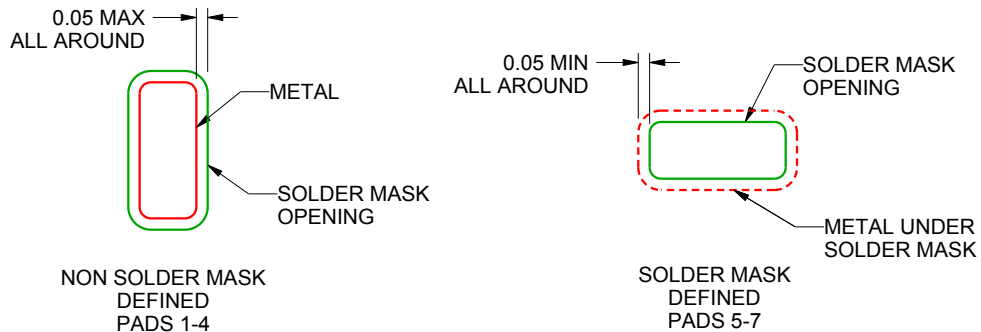 0.05 MAX
ALL AROUND
METAL
SOLDER MASK
OPENING
NON SOLDER MASK
DEFINED
PADS 1-4
0.05 MIN
ALL AROUND
SOLDER MASK
OPENING
METAL UNDER
SOLDER MASK
SOLDER MASK
DEFINED
PADS 5-7